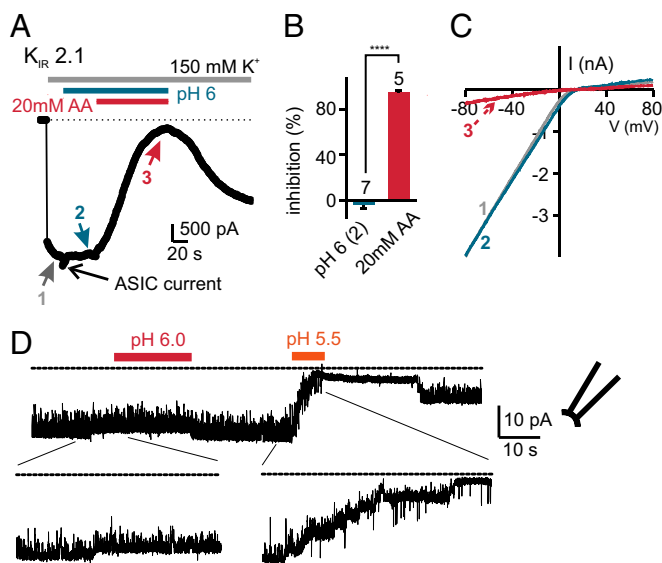 A
K_IR 2.1
150 mM K⁺
pH 6
20mM AA
3
2
1
500 pA
20 s
ASIC current
B
****
5
7
80
40
0
inhibition (%)
pH 6 (2)
20mM AA
C
I (nA)
-80
-40
40
80
V (mV)
3
1
2
-2
-3
D
pH 6.0
pH 5.5
10 pA
10 s